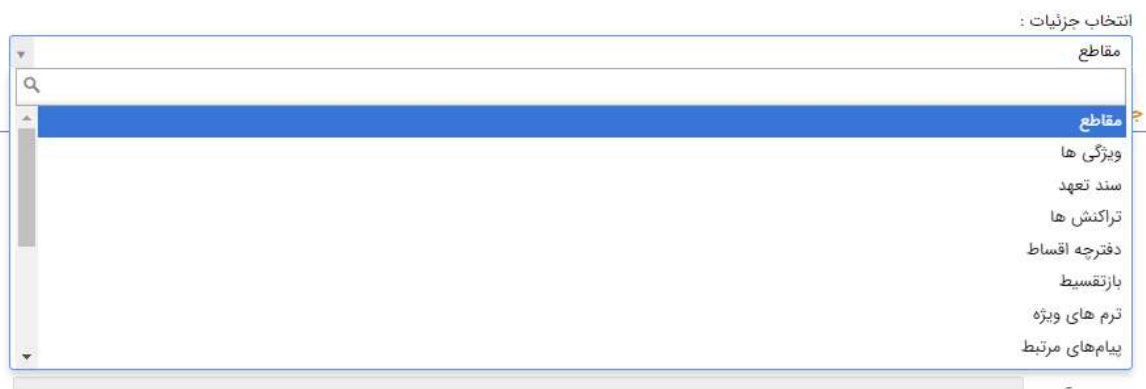 انتخاب جزئیات :
مقاطع
مقاطع
ویژگی ها
سند تعهد
تراکنش ها
دفترچه اقساط
بازتقسیط
ترم های ویژه
پیام‌های مرتبط